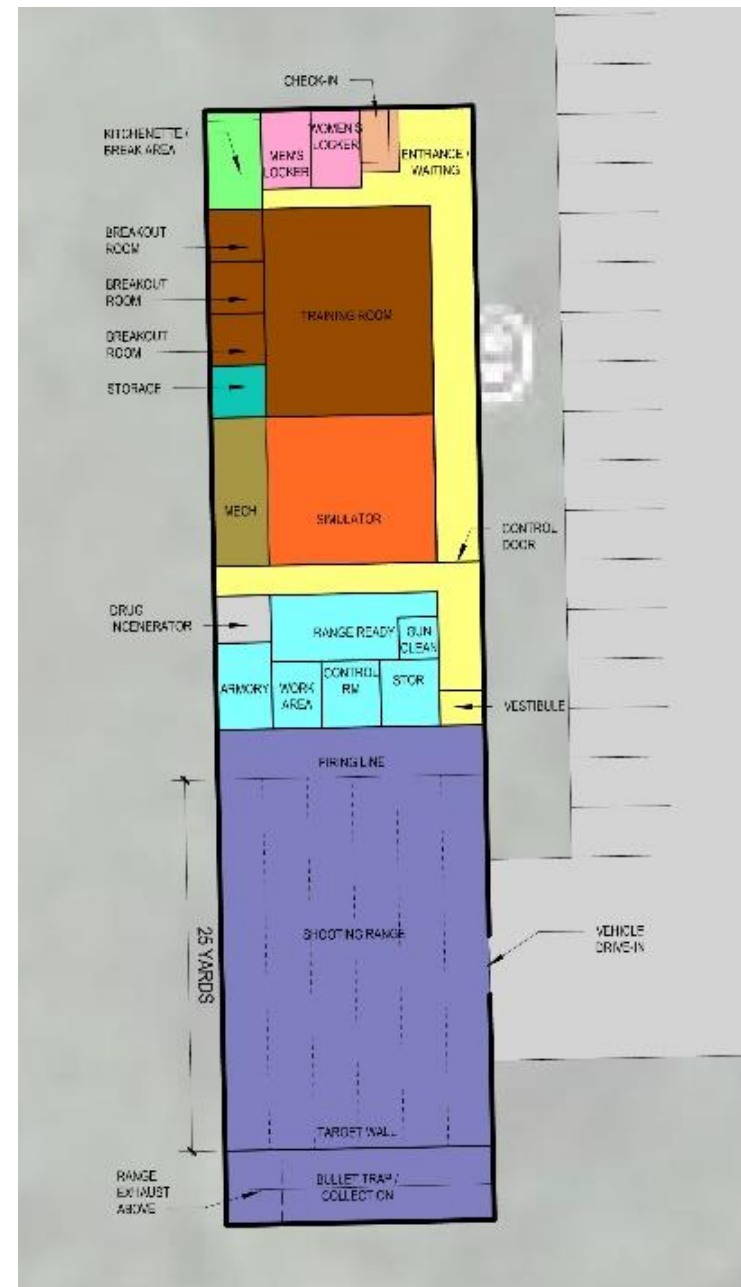 CHECK-IN
KITCHENETTE /
BREAK AREA
MEN'S
LOCKER
WOMEN'S
LOCKER
ENTRANCE /
WAITING
BREAKOUT
ROOM
BREAKOUT
ROOM
BREAKOUT
ROOM
TRAINING ROOM
STORAGE
MECH
SIMULATOR
CONTROL
DOOR
DRUG
INCENERATOR
RANGE READY
GUN
CLEAN
ARMORY
WORK
AREA
CONTROL
RM
STOR
VESTIBULE
FIRING LINE
25 YARDS
SHOOTING RANGE
VEHICLE
DRIVE-IN
TARGET WALL
RANGE
EXHAUST
ABOVE
BULLET TRAP /
COLLECTION